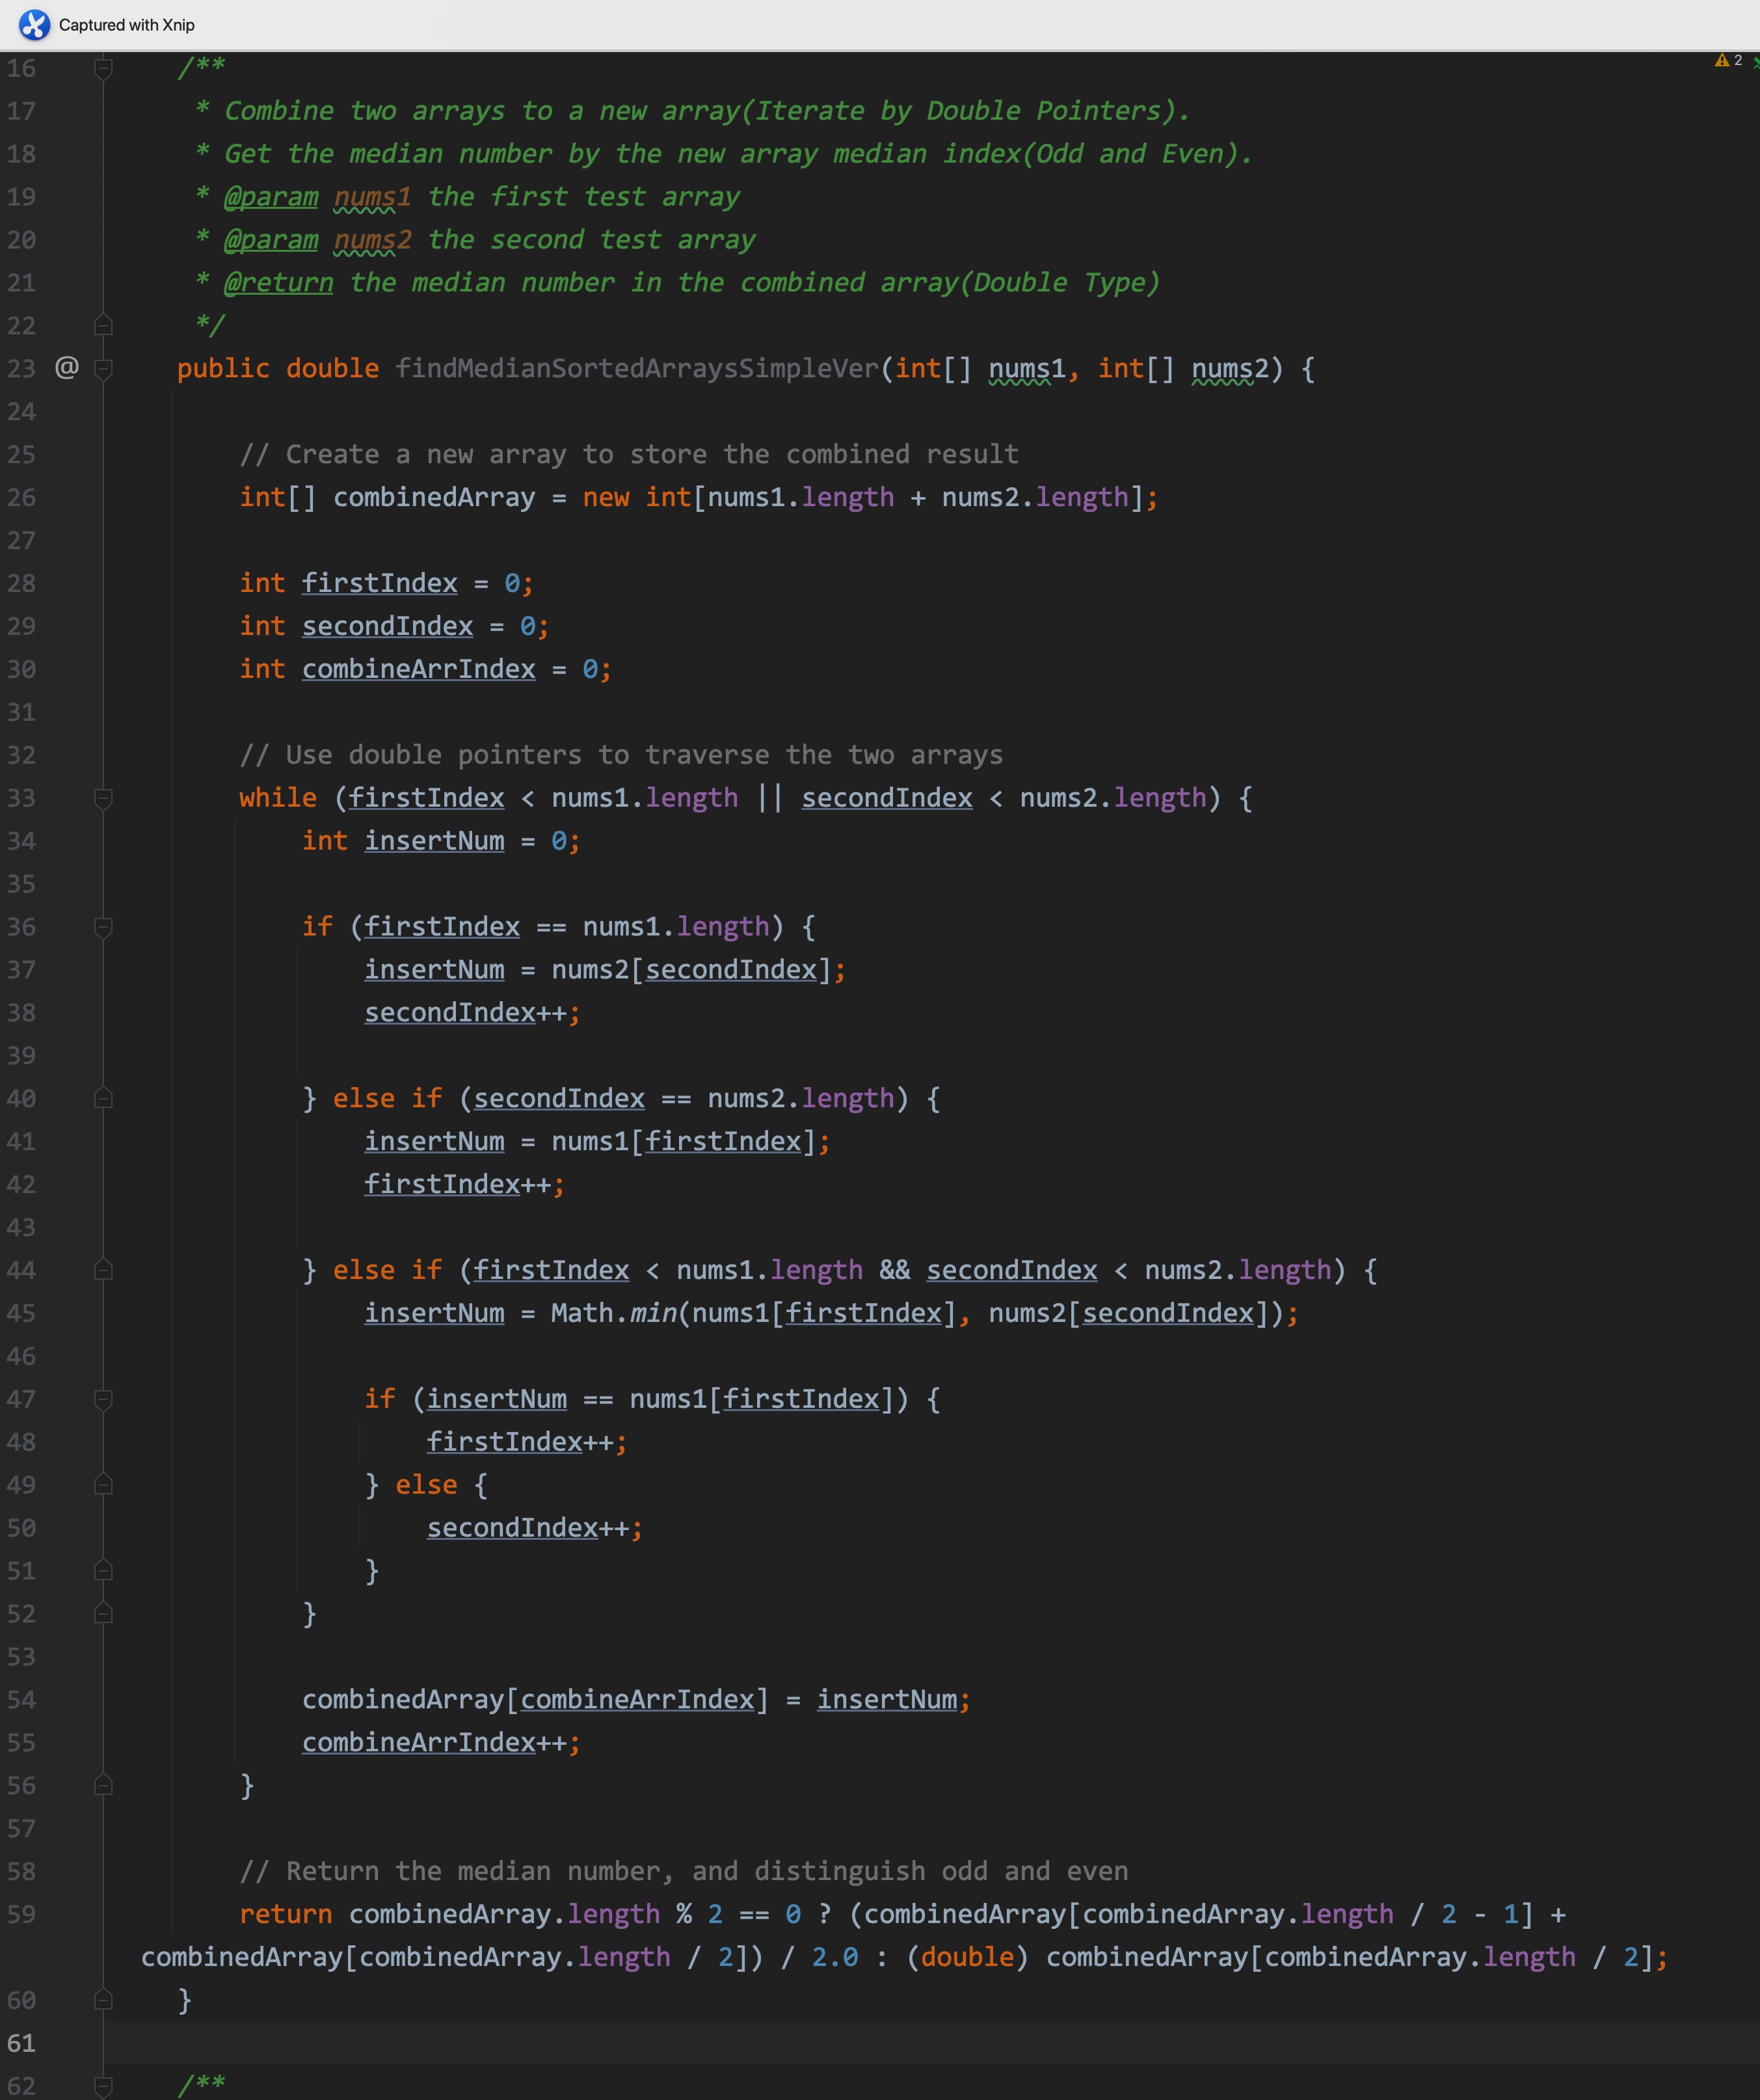 Captured with Xnip
16 /**
2
17 * Combine two arrays to a new array(Iterate by Double Pointers).
18 * Get the median number by the new array median index(Odd and Even).
19 * @param nums1 the first test array
20 * @param nums2 the second test array
21 * @return the median number in the combined array(Double Type)
22 */
23 @ public double findMedianSortedArraysSimpleVer(int[] nums1, int[] nums2) {
24
25 // Create a new array to store the combined result
26 int[] combinedArray = new int[nums1.length + nums2.length];
27
28 int firstIndex = 0;
29 int secondIndex = 0;
30 int combineArrIndex = 0;
31
32 // Use double pointers to traverse the two arrays
33 while (firstIndex < nums1.length || secondIndex < nums2.length) {
34 int insertNum = 0;
35
36 if (firstIndex == nums1.length) {
37 insertNum = nums2[secondIndex];
38 secondIndex++;
39
40 } else if (secondIndex == nums2.length) {
41 insertNum = nums1[firstIndex];
42 firstIndex++;
43
44 } else if (firstIndex < nums1.length && secondIndex < nums2.length) {
45 insertNum = Math.min(nums1[firstIndex], nums2[secondIndex]);
46
47 if (insertNum == nums1[firstIndex]) {
48 firstIndex++;
49 } else {
50 secondIndex++;
51 }
52 }
53
54 combinedArray[combineArrIndex] = insertNum;
55 combineArrIndex++;
56 }
57
58 // Return the median number, and distinguish odd and even
59 return combinedArray.length % 2 == 0 ? (combinedArray[combinedArray.length / 2 - 1] +
combinedArray[combinedArray.length / 2]) / 2.0 : (double) combinedArray[combinedArray.length / 2];
60 }
61
62 /**